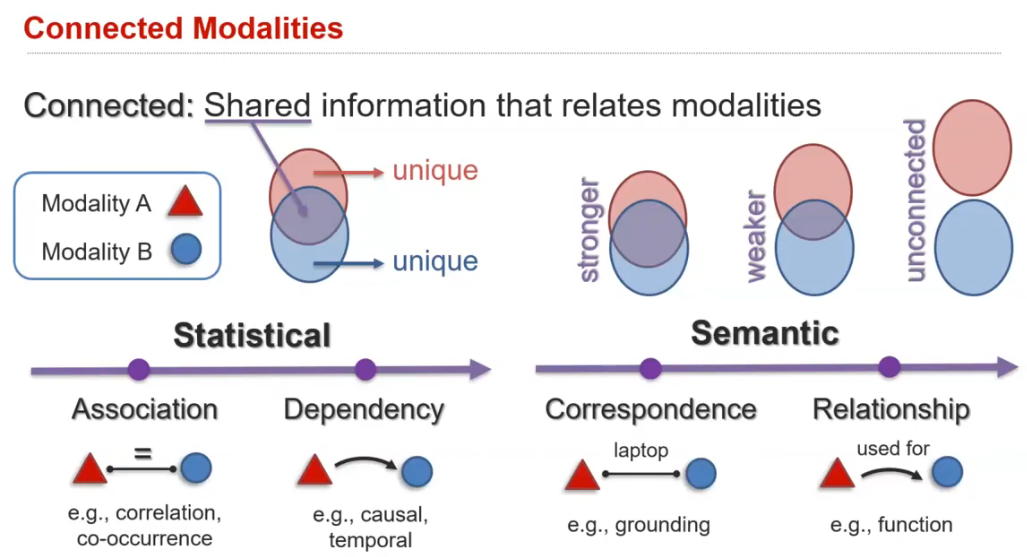 Connected Modalities
Connected: Shared information that relates modalities
Modality A
Modality B
unique
unique
stronger
weaker
unconnected
Statistical
Association
=
e.g., correlation,
co-occurrence
Dependency
e.g., causal,
temporal
Semantic
Correspondence
laptop
e.g., grounding
Relationship
used for
e.g., function